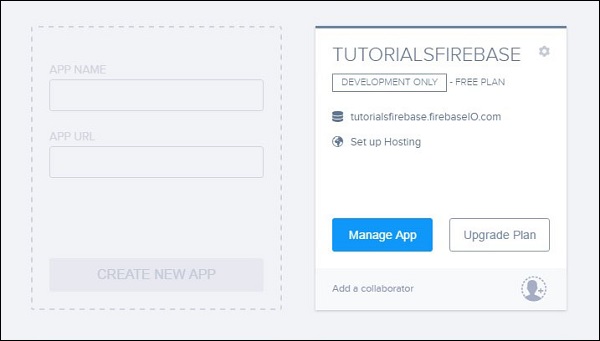 APP NAME
APP URL
CREATE NEW APP
TUTORIALSFIREBASE
DEVELOPMENT ONLY - FREE PLAN
tutorialsfirebase.firebaseIO.com
Set up Hosting
Manage App
Upgrade Plan
Add a collaborator